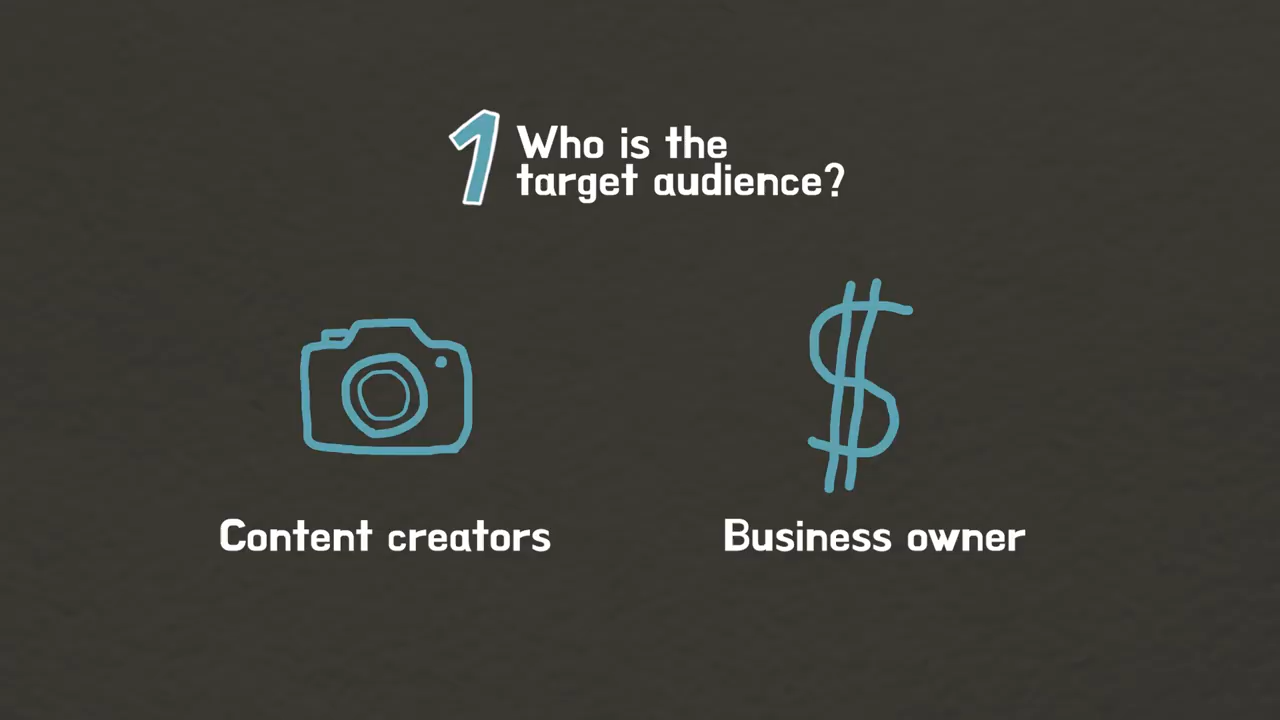 1
Who is the
target audience?
Content creators
Business owner